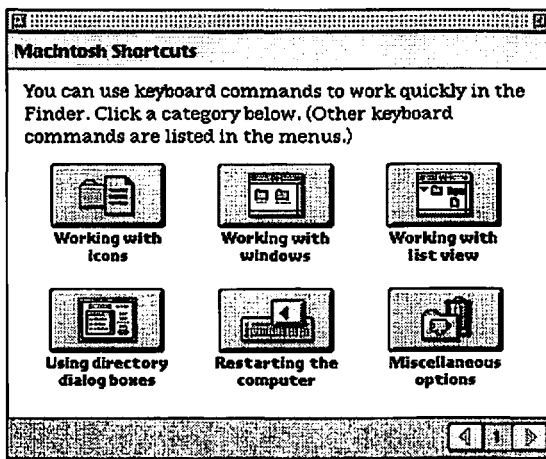 Macintosh Shortcuts
You can use keyboard commands to work quickly in the
Finder. Click a category below. (Other keyboard
commands are listed in the menus.)
Working with
icons
Working with
windows
Working with
list view
Using directory
dialog boxes
Restarting the
computer
Miscellaneous
options
1